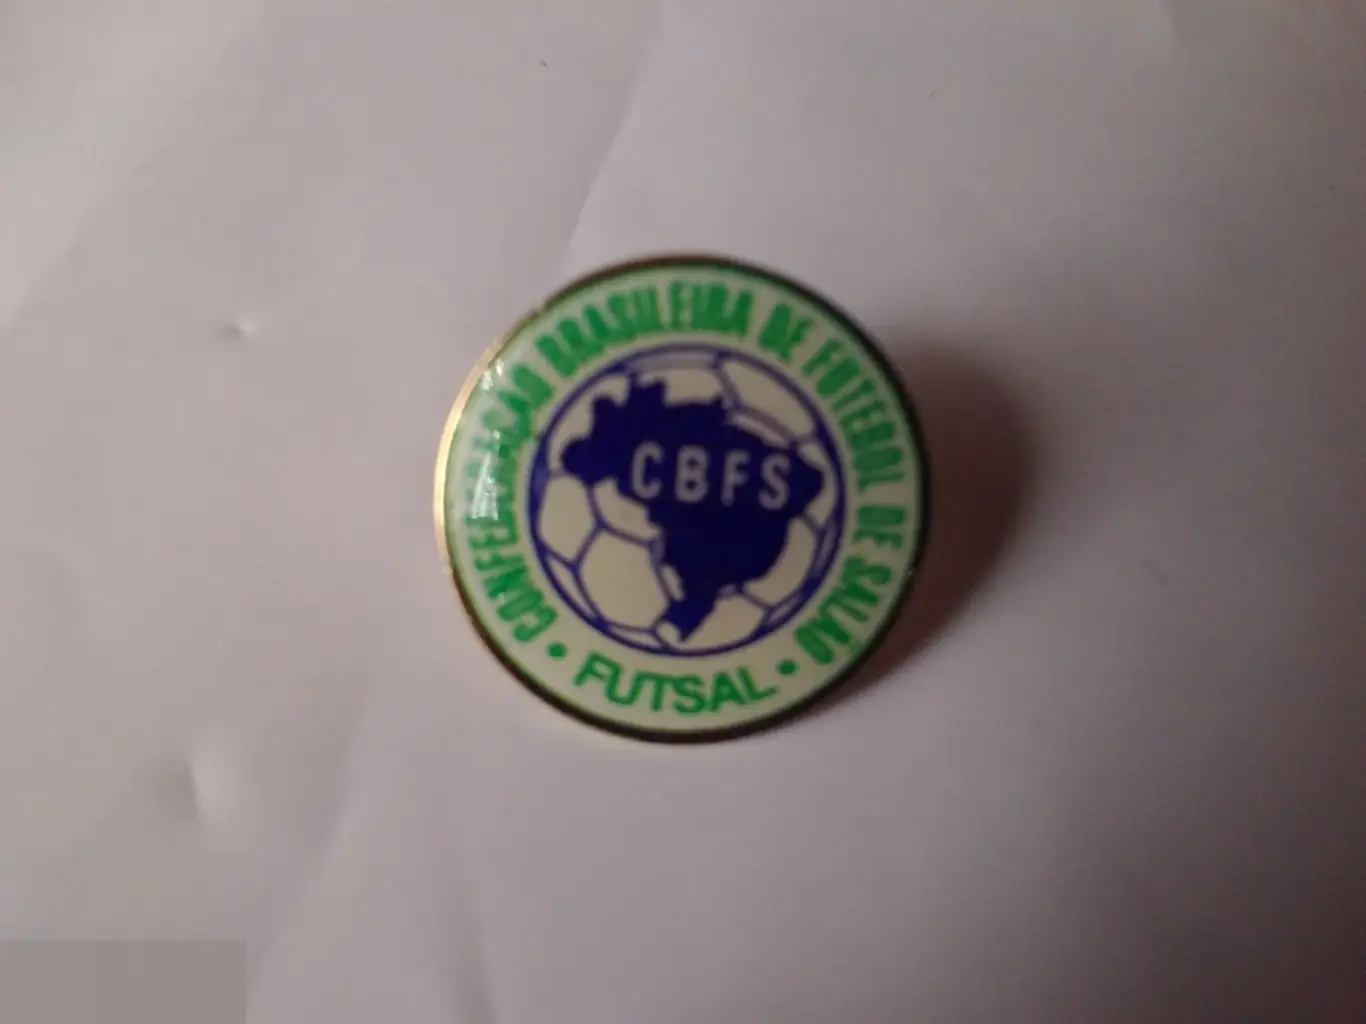 CONFEDERAÇÃO BRASILEIRA DE FUTEBOL DE SALÃO
CBFS
• FUTSAL •